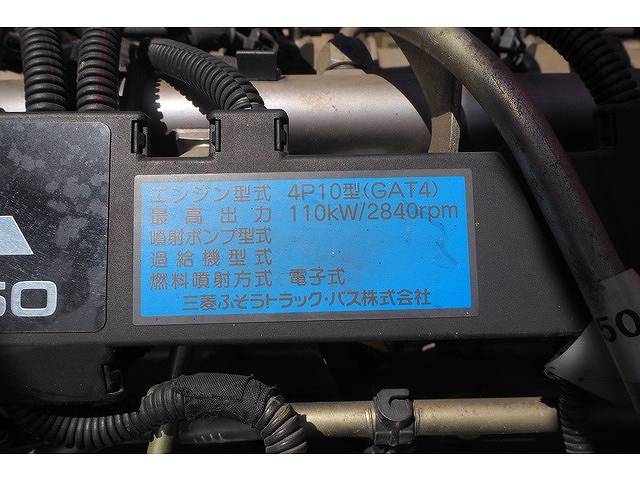 エンジン型式 4P10型(GAT4)
最高出力 110kW/2840rpm
噴射ポンプ型式
過給機型式
燃料噴射方式 電子式
三菱ふそうトラック・バス株式会社
50
50